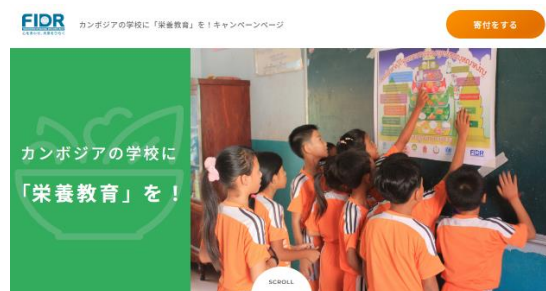 FIDR
カンボジアの学校に「栄養教育」を！キャンペーンページ
寄付をする
カンボジアの学校に
「栄養教育」を！
FIDR
SCROLL